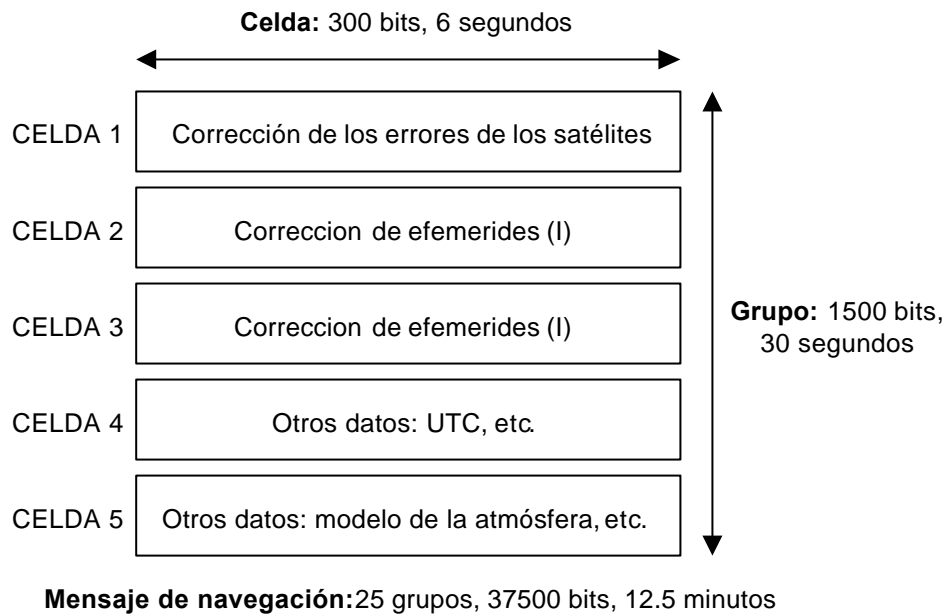 Celda: 300 bits, 6 segundos
CELDA 1
Corrección de los errores de los satélites
CELDA 2
Correccion de efemerides (I)
CELDA 3
Correccion de efemerides (I)
Grupo: 1500 bits,
30 segundos
CELDA 4
Otros datos: UTC, etc.
CELDA 5
Otros datos: modelo de la atmósfera, etc.
Mensaje de navegación:25 grupos, 37500 bits, 12.5 minutos